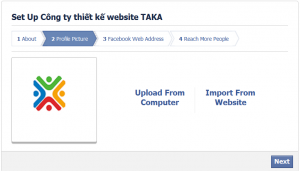 Set Up Công ty thiết kế website TAKA
1 About 2 Profile Picture 3 Facebook Web Address 4 Reach More People
Upload From Computer
Import From Website
Next